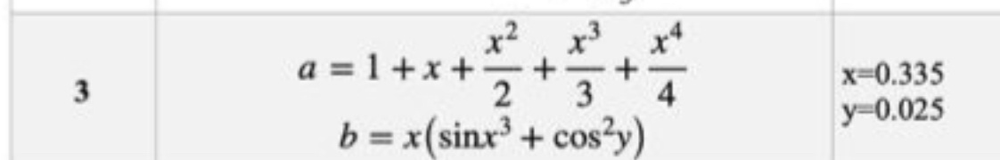 3
a = 1 + x + x²/2 + x³/3 + x⁴/4
b = x(sinx³ + cos²y)
x=0.335
y=0.025